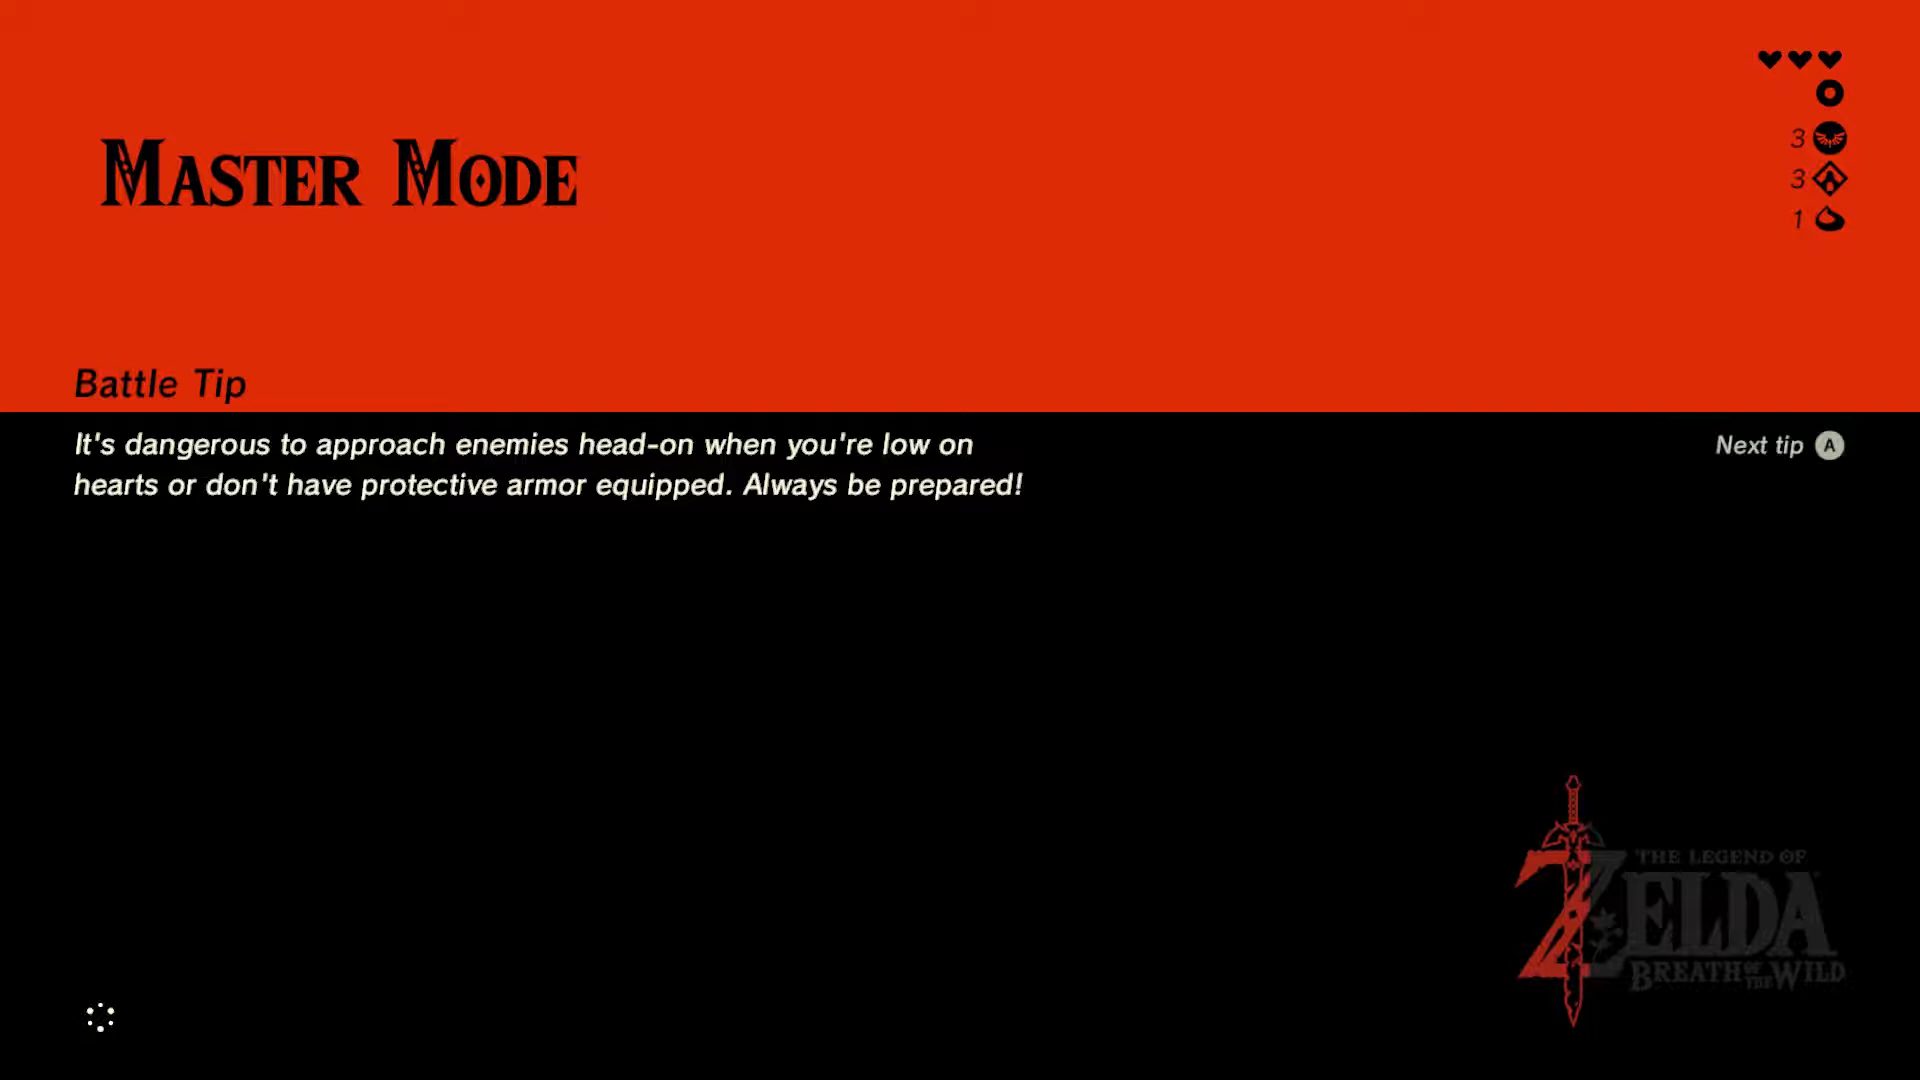 MASTER MODE
3
3
1
Battle Tip
It's dangerous to approach enemies head-on when you're low on
hearts or don't have protective armor equipped. Always be prepared!
Next tip A
THE LEGEND OF
ZELDA
BREATH OF THE WILD